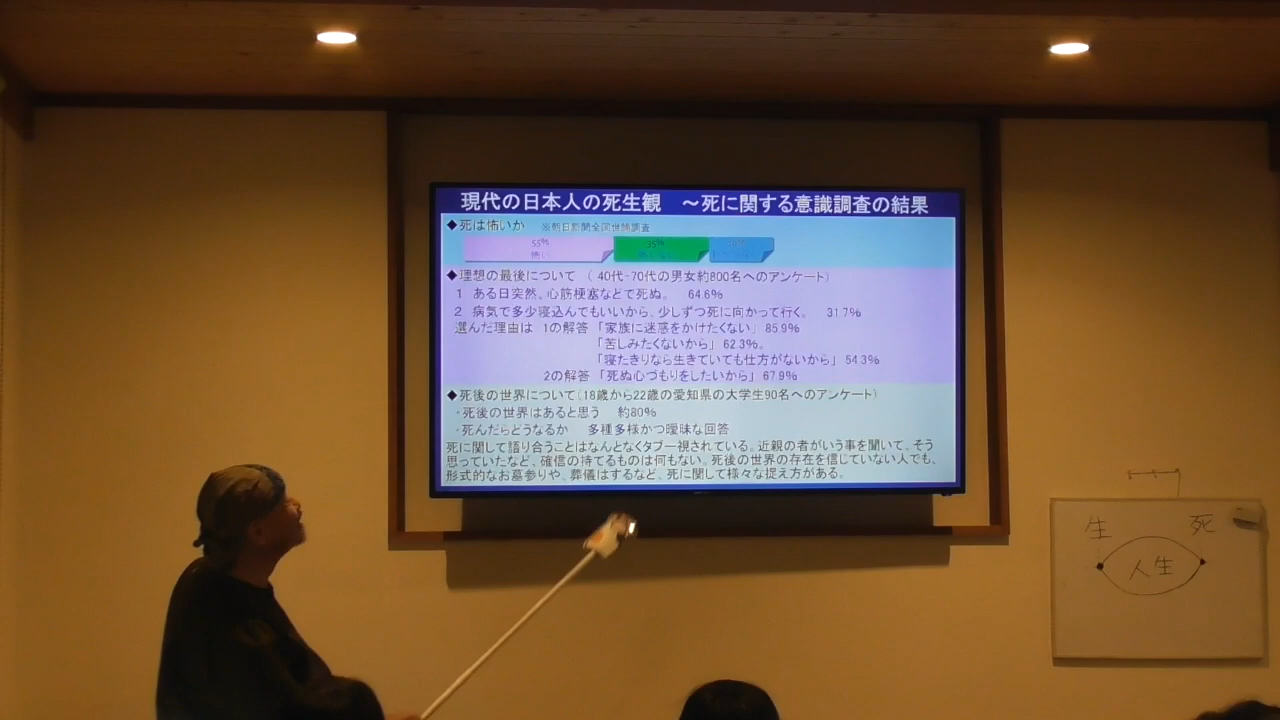 現代の日本人の死生観　～死に関する意識調査の結果
◆死は怖いか　※朝日新聞全国世論調査
55%　35%
怖い
◆理想の最後について　（40代-70代の男女約800名へのアンケート）
1　ある日突然、心筋梗塞などで死ぬ。　64.6%
2　病気で多少寝込んでもいいから、少しずつ死に向かって行く。　31.7%
選んだ理由は　1の解答　「家族に迷惑をかけたくない」　85.9%
「苦しみたくないから」　62.3%。
「寝たきりなら生きていても仕方がないから」　54.3%
2の解答　「死ぬ心づもりをしたいから」　67.9%
◆死後の世界について（18歳から22歳の愛知県の大学生90名へのアンケート）
・死後の世界はあると思う　約80%
・死んだらどうなるか　多種多様かつ曖昧な回答
死に関して語り合うことはなんとなくタブー視されている。近親の者がいう事を聞いて、そう
思っていたなど、確信の持てるものは何もない。死後の世界の存在を信じていない人でも、
形式的なお墓参りや、葬儀はするなど、死に関して様々な捉え方がある。
生　死
人生